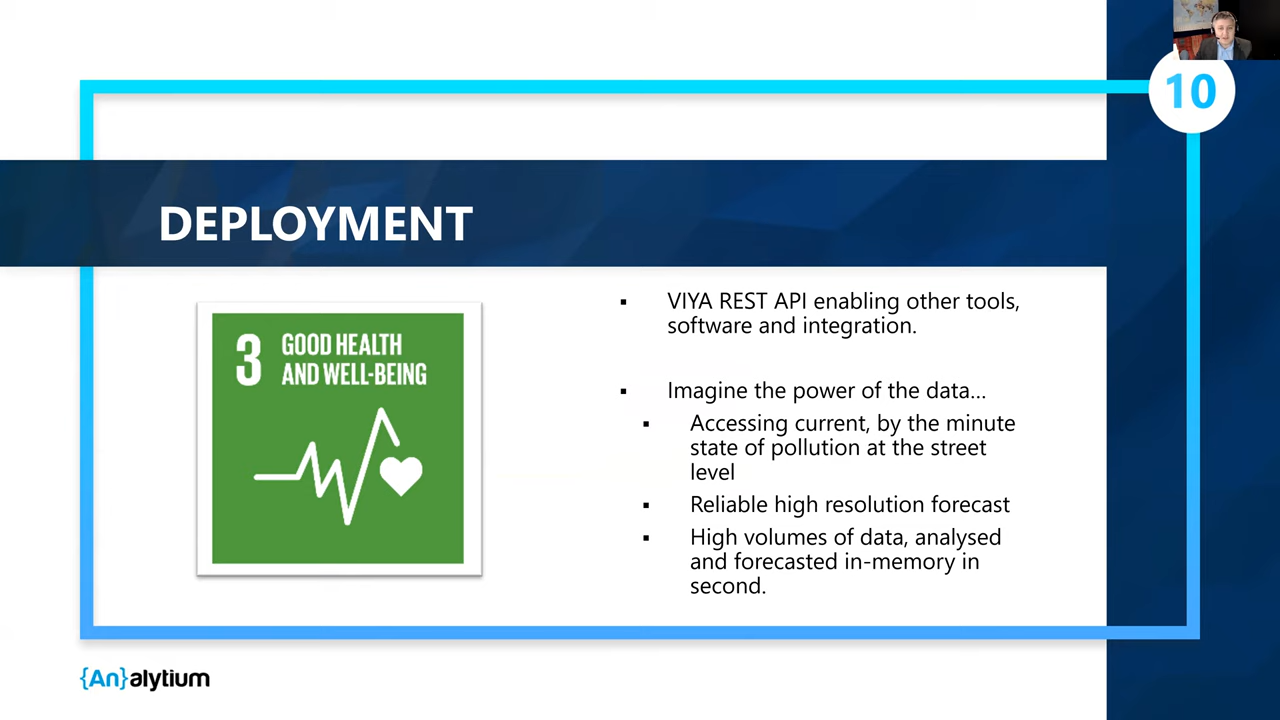 10
DEPLOYMENT
3 GOOD HEALTH
AND WELL-BEING
▪ VIYA REST API enabling other tools,
software and integration.
▪ Imagine the power of the data...
▪ Accessing current, by the minute
state of pollution at the street
level
▪ Reliable high resolution forecast
▪ High volumes of data, analysed
and forecasted in-memory in
second.
{An}alytium